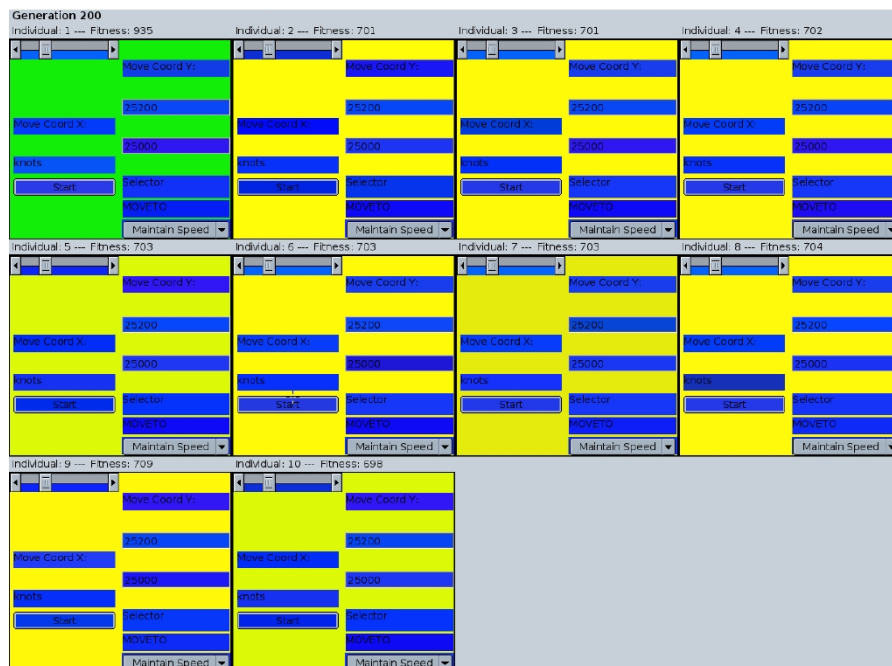 Generation 200
Individual: 1 --- Fitness: 935
Move Coord Y:
25200
Move Coord X:
25000
knots
Start
Selector
MOVETO
Maintain Speed
Individual: 2 --- Fitness: 701
Move Coord Y:
25200
Move Coord X:
25000
knots
Start
Selector
MOVETO
Maintain Speed
Individual: 3 --- Fitness: 701
Move Coord Y:
25200
Move Coord X:
25000
knots
Start
Selector
MOVETO
Maintain Speed
Individual: 4 --- Fitness: 702
Move Coord Y:
25200
Move Coord X:
25000
knots
Start
Selector
MOVETO
Maintain Speed
Individual: 5 --- Fitness: 703
Move Coord Y:
25200
Move Coord X:
25000
knots
Start
Selector
MOVETO
Maintain Speed
Individual: 6 --- Fitness: 703
Move Coord Y:
25200
Move Coord X:
25000
knots
Start
Selector
MOVETO
Maintain Speed
Individual: 7 --- Fitness: 703
Move Coord Y:
25200
Move Coord X:
25000
knots
Start
Selector
MOVETO
Maintain Speed
Individual: 8 --- Fitness: 704
Move Coord Y:
25200
Move Coord X:
25000
knots
Start
Selector
MOVETO
Maintain Speed
Individual: 9 --- Fitness: 709
Move Coord Y:
25200
Move Coord X:
25000
knots
Start
Selector
MOVETO
Maintain Speed
Individual: 10 --- Fitness: 698
Move Coord Y:
25200
Move Coord X:
25000
knots
Start
Selector
MOVETO
Maintain Speed